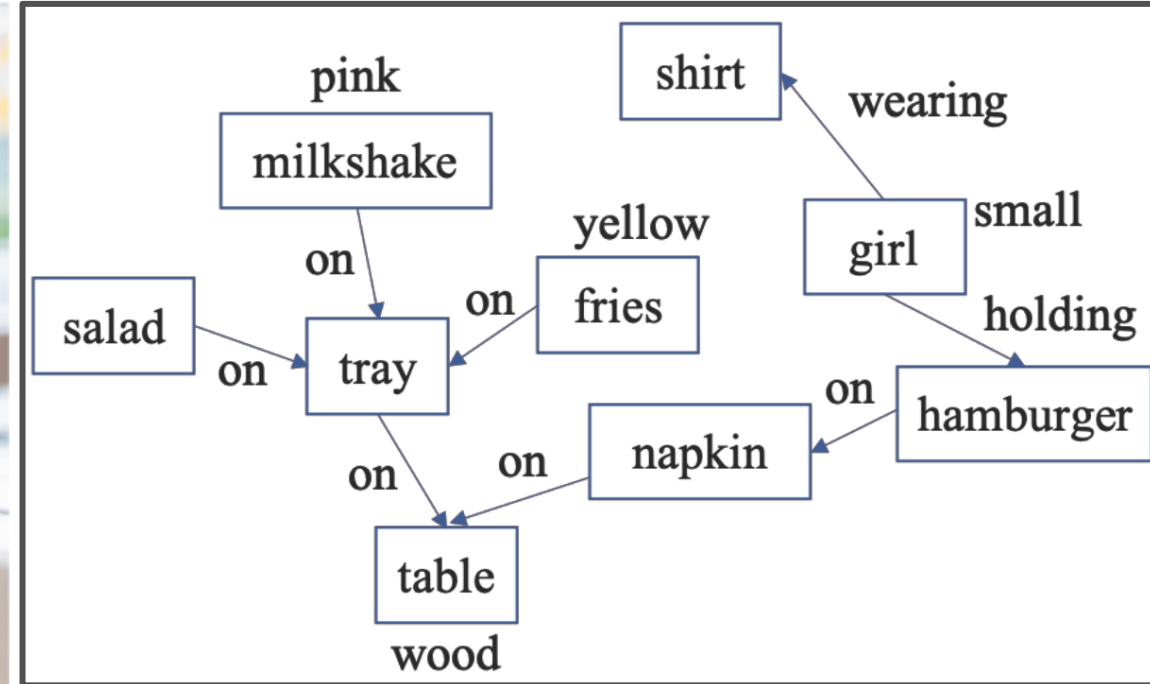 pink
milkshake
shirt
wearing
small
girl
yellow
fries
on
on
salad
on
tray
holding
hamburger
on
napkin
on
on
table
wood